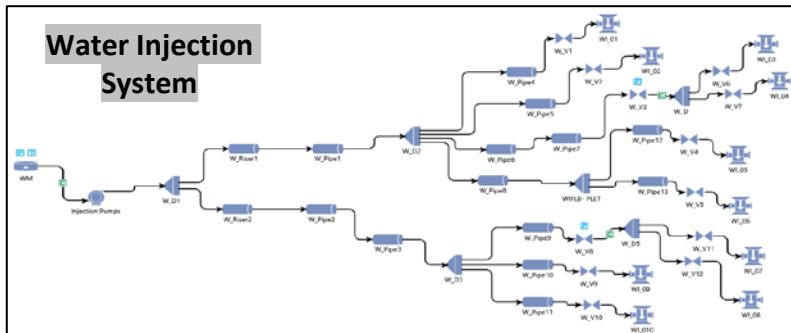 Water Injection
System
WI_01
W_V1
WI_02
W_V2
WI_03
W_V6
WI_04
W_V7
W_Pipe4
W_Pipe5
W_V3
W_D
W_Riser1
W_Pipe1
W_D2
W_Pipe6
W_Pipe7
W_Pipe12
W_V4
WI_05
WM
Injection Pumps
W_D1
W_Pipe8
W_Pipe13
W_V5
WI_06
W_Riser2
W_Pipe2
W_Pipe3
W_D3
W_Pipe9
W_V8
W_D5
W_V11
WI_07
W_Pipe10
W_V9
WI_09
W_V12
WI_08
W_Pipe11
W_V10
WI_010